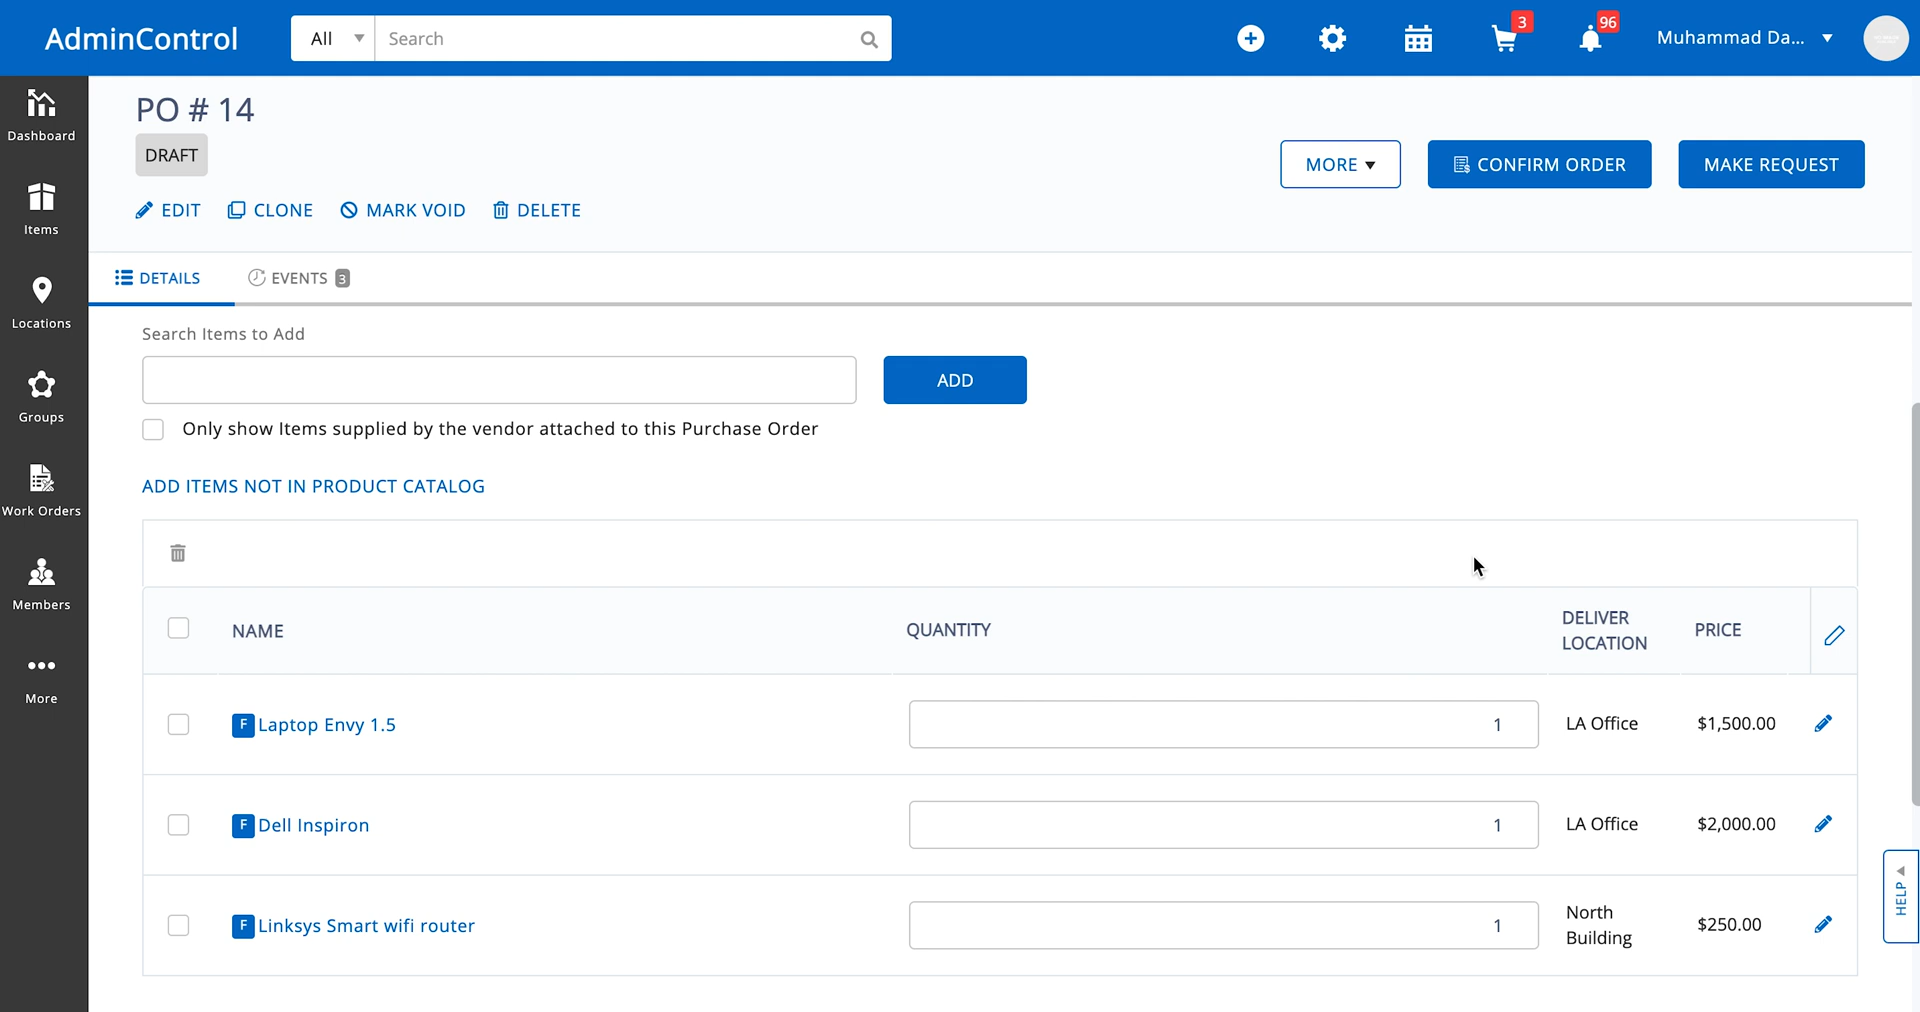 AdminControl
All
Search
3
96
Muhammad Da...
Dashboard
Items
Locations
Groups
Work Orders
Members
More
PO # 14
DRAFT
EDIT
CLONE
MARK VOID
DELETE
MORE
CONFIRM ORDER
MAKE REQUEST
DETAILS
EVENTS 3
Search Items to Add
ADD
Only show Items supplied by the vendor attached to this Purchase Order
ADD ITEMS NOT IN PRODUCT CATALOG
NAME
QUANTITY
DELIVER
LOCATION
PRICE
F Laptop Envy 1.5
1
LA Office
$1,500.00
F Dell Inspiron
1
LA Office
$2,000.00
F Linksys Smart wifi router
1
North
Building
$250.00
HELP